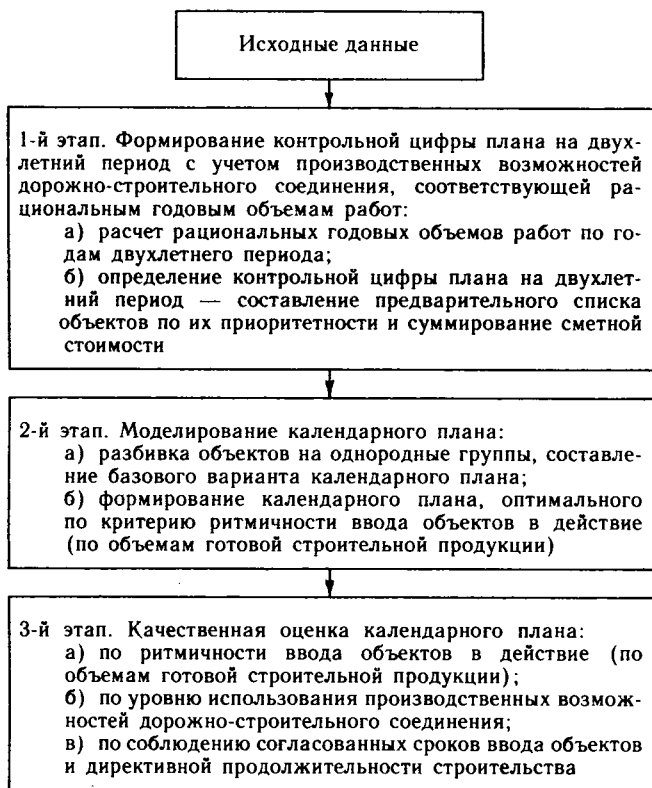 Исходные данные
1-й этап. Формирование контрольной цифры плана на двух-
летний период с учетом производственных возможностей
дорожно-строительного соединения, соответствующей ра-
циональным годовым объемам работ:
а) расчет рациональных годовых объемов работ по го-
дам двухлетнего периода;
б) определение контрольной цифры плана на двухлет-
ний период — составление предварительного списка
объектов по их приоритетности и суммирование сметной
стоимости
2-й этап. Моделирование календарного плана:
а) разбивка объектов на однородные группы, составле-
ние базового варианта календарного плана;
б) формирование календарного плана, оптимального
по критерию ритмичности ввода объектов в действие
(по объемам готовой строительной продукции)
3-й этап. Качественная оценка календарного плана:
а) по ритмичности ввода объектов в действие (по
объемам готовой строительной продукции);
б) по уровню использования производственных возмож-
ностей дорожно-строительного соединения;
в) по соблюдению согласованных сроков ввода объектов
и директивной продолжительности строительства